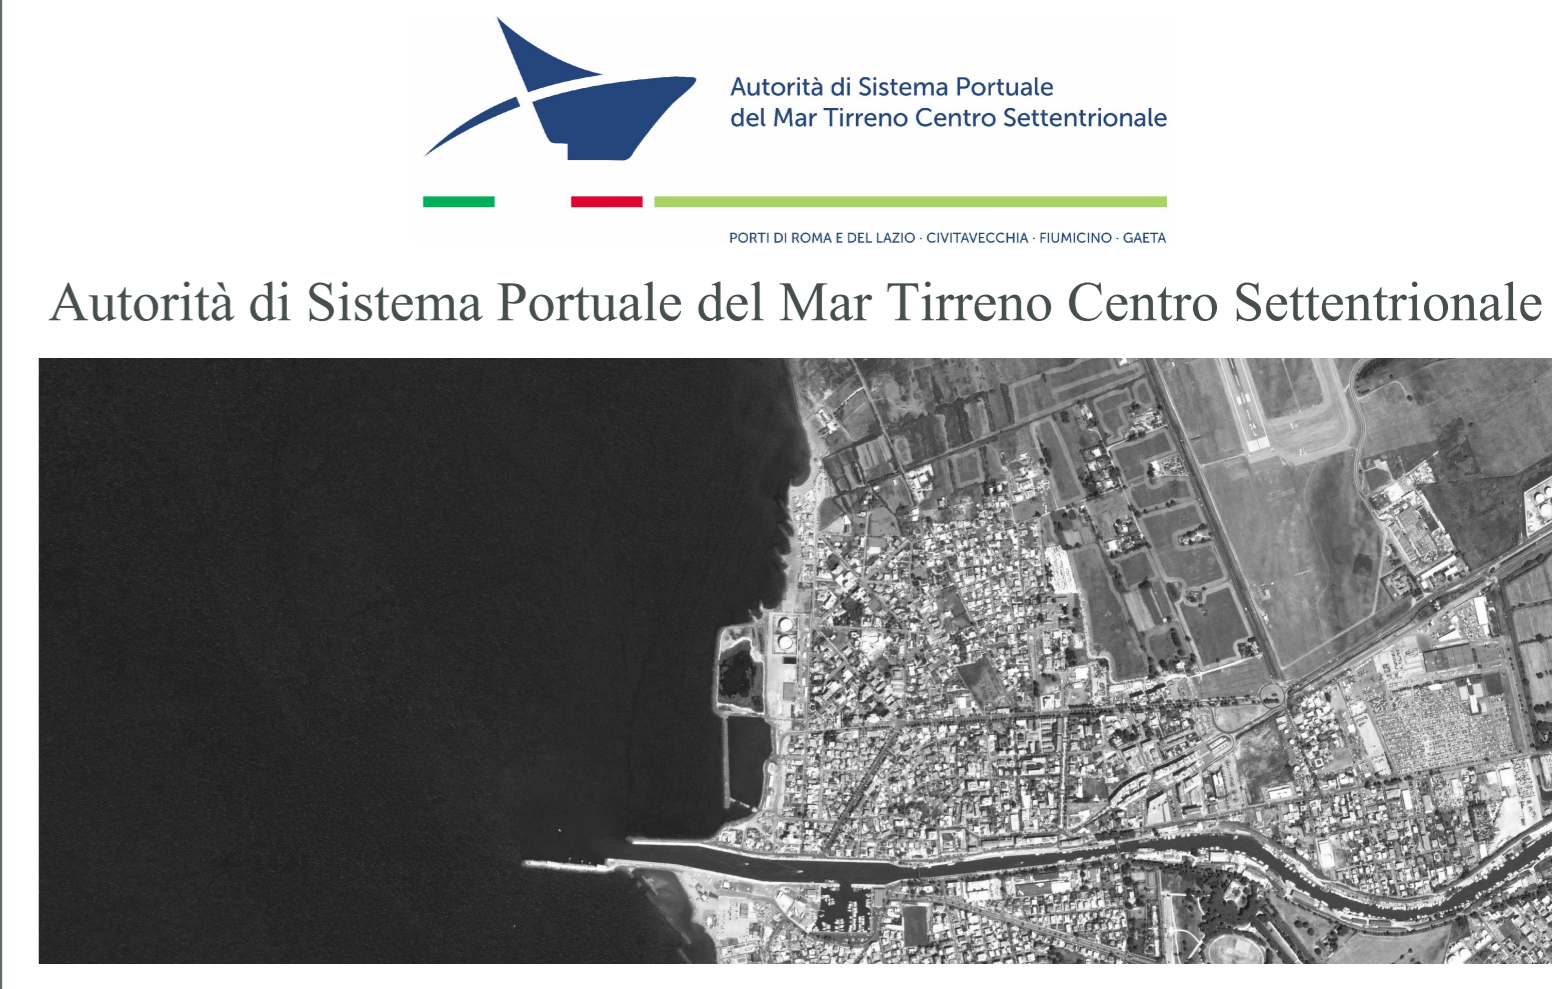 Autorità di Sistema Portuale
del Mar Tirreno Centro Settentrionale
PORTI DI ROMA E DEL LAZIO · CIVITAVECCHIA · FIUMICINO · GAETA
Autorità di Sistema Portuale del Mar Tirreno Centro Settentrionale